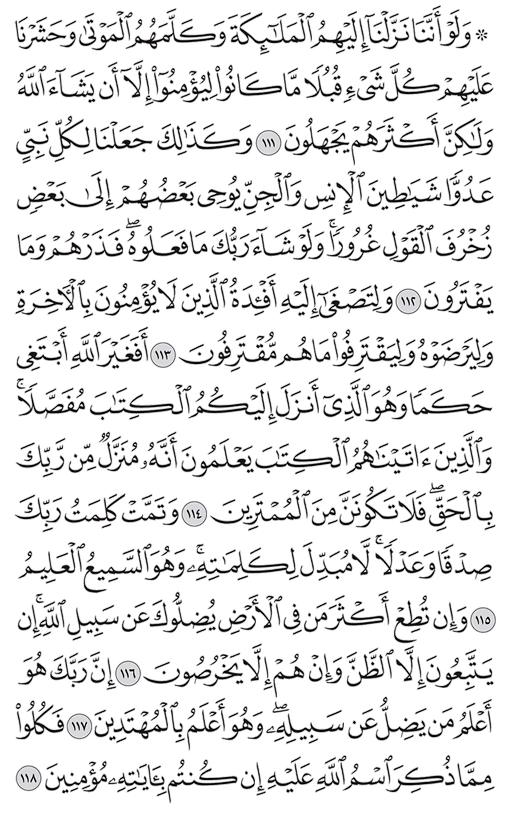 ۞ وَلَوْ أَنَّنَا نَزَّلْنَآ إِلَيْهِمُ ٱلْمَلَٰٓئِكَةَ وَكَلَّمَهُمُ ٱلْمَوْتَىٰ وَحَشَرْنَا
عَلَيْهِمْ كُلَّ شَىْءٍ قُبُلًا مَّا كَانُوا۟ لِيُؤْمِنُوٓا۟ إِلَّآ أَن يَشَآءَ ٱللَّهُ
وَلَٰكِنَّ أَكْثَرَهُمْ يَجْهَلُونَ ١١١ وَكَذَٰلِكَ جَعَلْنَا لِكُلِّ نَبِىٍّ
عَدُوًّا شَيَٰطِينَ ٱلْإِنسِ وَٱلْجِنِّ يُوحِى بَعْضُهُمْ إِلَىٰ بَعْضٍ
زُخْرُفَ ٱلْقَوْلِ غُرُورًا ۚ وَلَوْ شَآءَ رَبُّكَ مَا فَعَلُوهُ ۖ فَذَرْهُمْ وَمَا
يَفْتَرُونَ ١١٢ وَلِتَصْغَىٰٓ إِلَيْهِ أَفْـِٔدَةُ ٱلَّذِينَ لَا يُؤْمِنُونَ بِٱلْءَاخِرَةِ
وَلِيَرْضَوْهُ وَلِيَقْتَرِفُوا۟ مَا هُم مُّقْتَرِفُونَ ١١٣ أَفَغَيْرَ ٱللَّهِ أَبْتَغِى
حَكَمًا وَهُوَ ٱلَّذِىٓ أَنزَلَ إِلَيْكُمُ ٱلْكِتَٰبَ مُفَصَّلًا ۚ
وَٱلَّذِينَ ءَاتَيْنَٰهُمُ ٱلْكِتَٰبَ يَعْلَمُونَ أَنَّهُۥ مُنَزَّلٌ مِّن رَّبِّكَ
بِٱلْحَقِّ ۖ فَلَا تَكُونَنَّ مِنَ ٱلْمُمْتَرِينَ ١١٤ وَتَمَّتْ كَلِمَتُ رَبِّكَ
صِدْقًا وَعَدْلًا ۚ لَّا مُبَدِّلَ لِكَلِمَٰتِهِۦ ۚ وَهُوَ ٱلسَّمِيعُ ٱلْعَلِيمُ
١١٥ وَإِن تُطِعْ أَكْثَرَ مَن فِى ٱلْأَرْضِ يُضِلُّوكَ عَن سَبِيلِ ٱللَّهِ ۚ إِن
يَتَّبِعُونَ إِلَّا ٱلظَّنَّ وَإِنْ هُمْ إِلَّا يَخْرُصُونَ ١١٦ إِنَّ رَبَّكَ هُوَ
أَعْلَمُ مَن يَضِلُّ عَن سَبِيلِهِۦ ۖ وَهُوَ أَعْلَمُ بِٱلْمُهْتَدِينَ ١١٧ فَكُلُوا۟
مِمَّا ذُكِرَ ٱسْمُ ٱللَّهِ عَلَيْهِ إِن كُنتُم بِـَٔايَٰتِهِۦ مُؤْمِنِينَ ١١٨